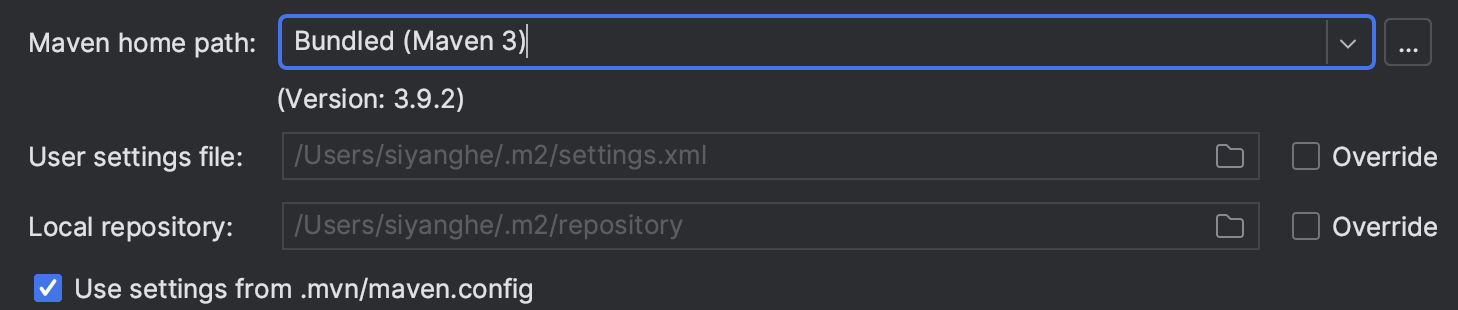 Maven home path: Bundled (Maven 3) ...
(Version: 3.9.2)
User settings file: /Users/siyanghe/.m2/settings.xml Override
Local repository: /Users/siyanghe/.m2/repository Override
Use settings from .mvn/maven.config